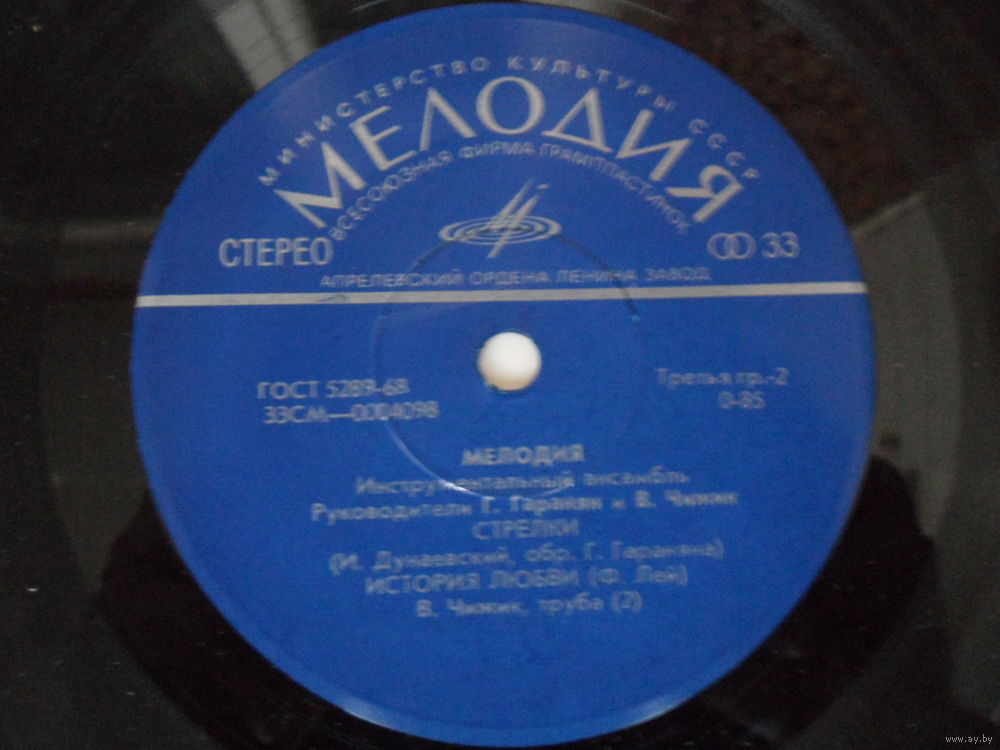 МИНИСТЕРСТВО КУЛЬТУРЫ СССР
МЕЛОДИЯ
ВСЕСОЮЗНАЯ ФИРМА ГРАМПЛАСТИНОК
СТЕРЕО
33
АПРЕЛЕВСКИЙ ОРДЕНА ЛЕНИНА ЗАВОД
ГОСТ 5289-68
33СМ—0004098
Третья гр.-2
0-85
МЕЛОДИЯ
Инструментальный ансамбль
Руководители Г. Гаранян и В. Чижик
СТРЕЛКИ
(И. Дунаевский, обр. Г. Гараняна)
ИСТОРИЯ ЛЮБВИ (Ф. Лей)
В. Чижик, труба (2)
www.ay.by